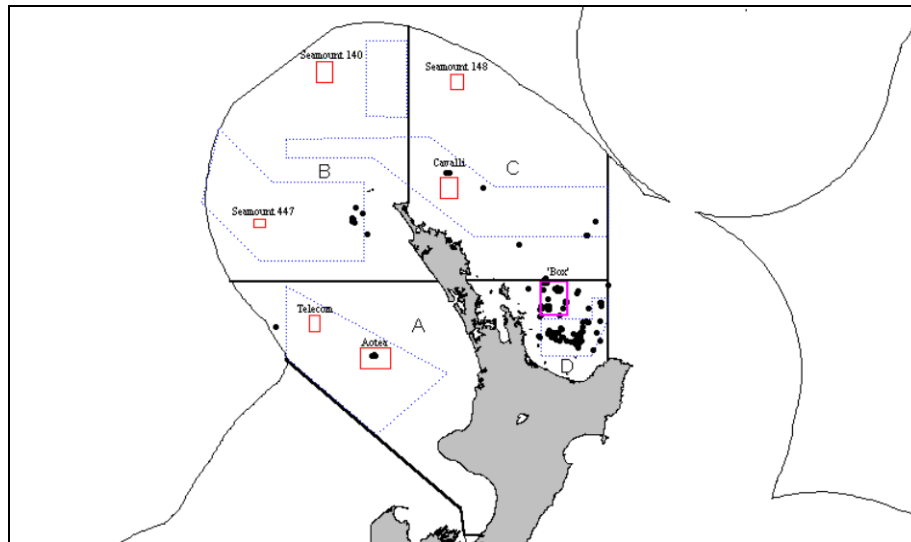 Seamount 140
Seamount 148
Cavalli
C
B
Seamount 447
'Box'
Telecom
A
Aotea
D